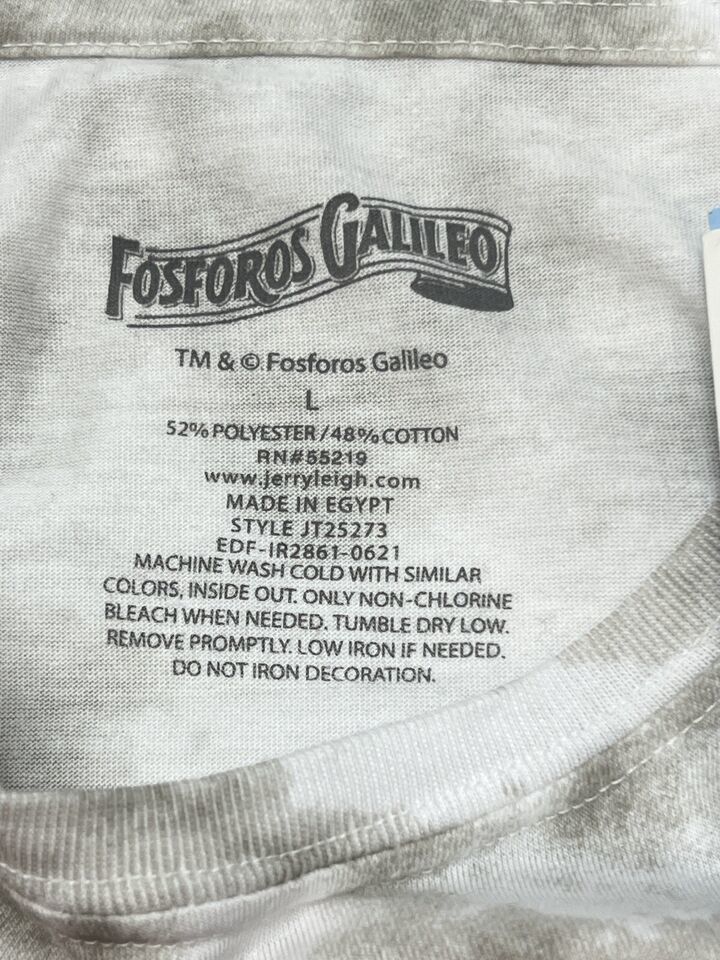 FOSFOROS GALILEO
TM & © Fosforos Galileo
L
52% POLYESTER/48% COTTON
RN#55219
www.jerryleigh.com
MADE IN EGYPT
STYLE JT25273
EDF-IR2861-0621
MACHINE WASH COLD WITH SIMILAR
COLORS, INSIDE OUT. ONLY NON-CHLORINE
BLEACH WHEN NEEDED. TUMBLE DRY LOW.
REMOVE PROMPTLY. LOW IRON IF NEEDED.
DO NOT IRON DECORATION.